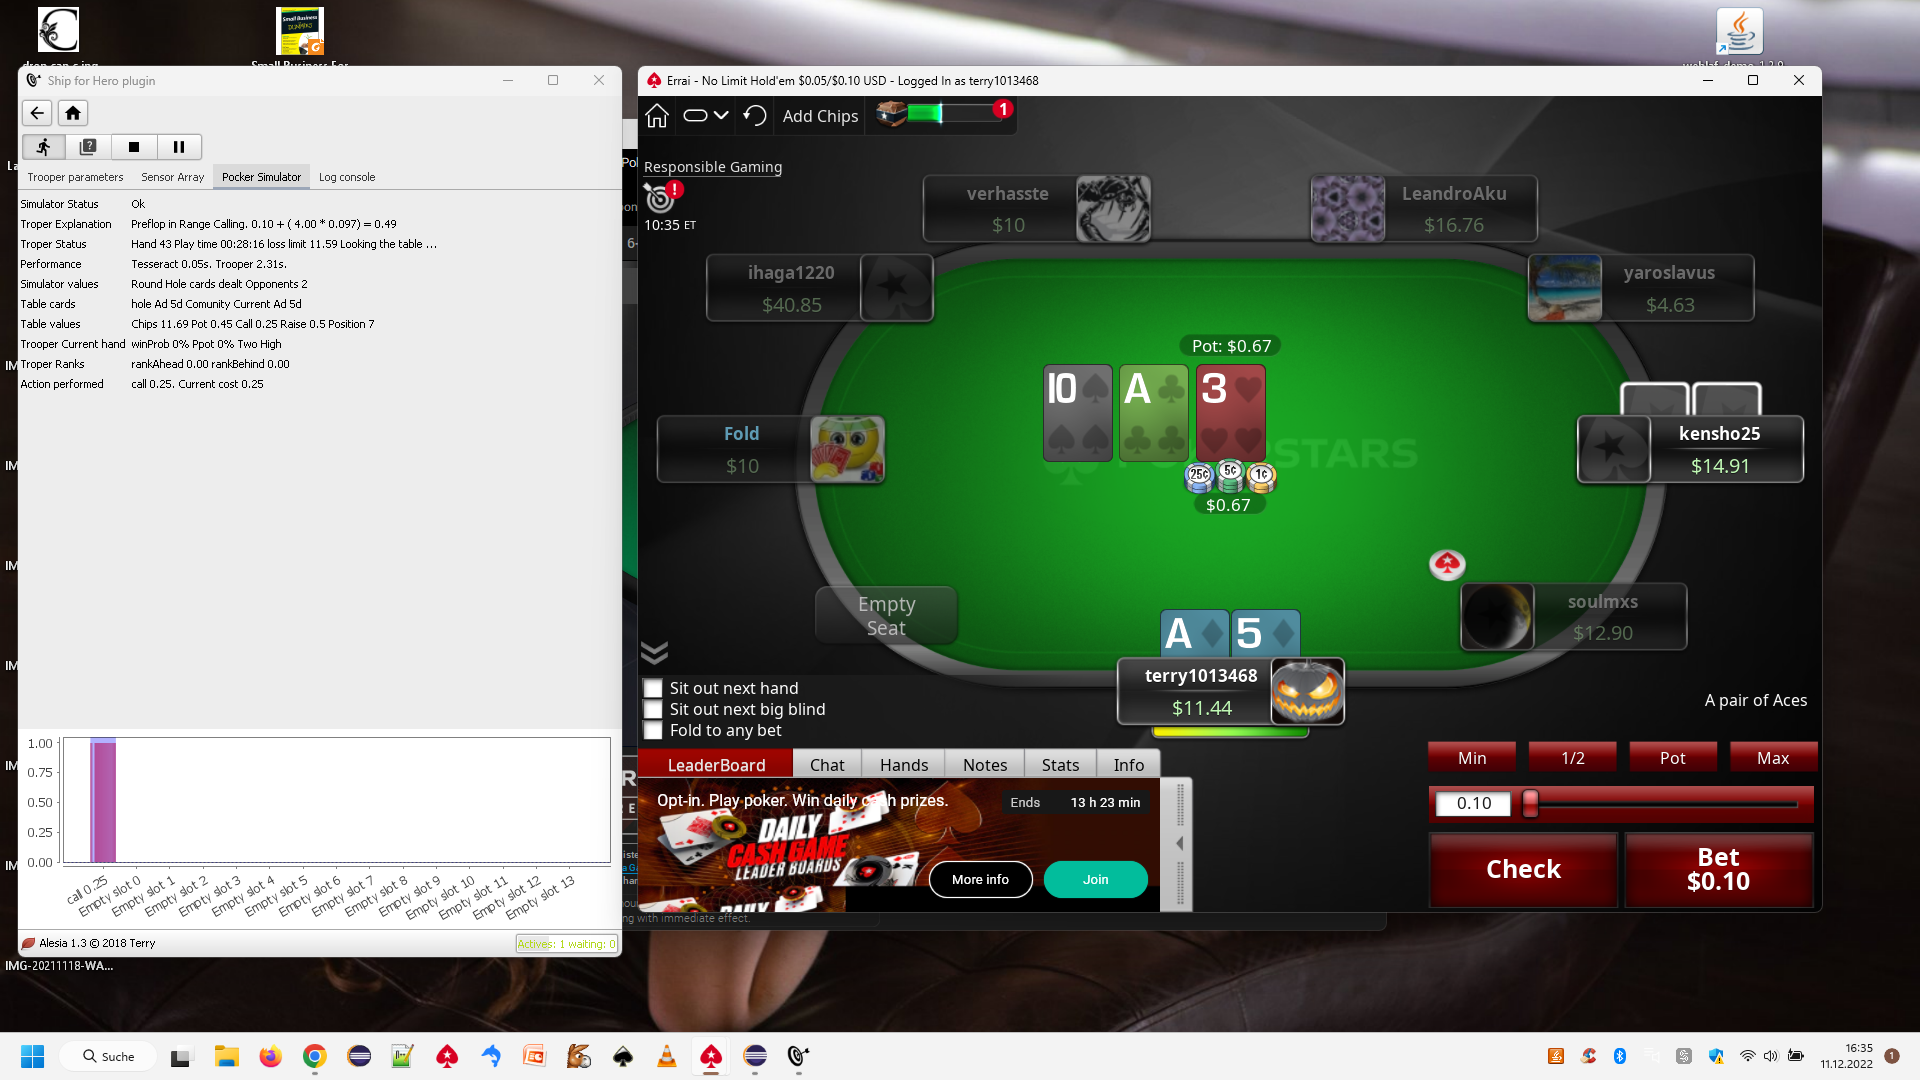 Ship for Hero plugin
Trooper parameters
Sensor Array
Pocker Simulator
Log console
Simulator Status Ok
Troper Explanation Preflop in Range Calling. 0.10 + ( 4.00 * 0.097) = 0.49
Troper Status Hand 43 Play time 00:28:16 loss limit 11.59 Looking the table ...
Performance Tesseract 0.05s. Trooper 2.31s.
Simulator values Round Hole cards dealt Opponents 2
Table cards hole Ad 5d Comunity Current Ad 5d
Table values Chips 11.69 Pot 0.45 Call 0.25 Raise 0.5 Position 7
Trooper Current hand winProb 0% Ppot 0% Two High
Troper Ranks rankAhead 0.00 rankBehind 0.00
Action performed call 0.25. Current cost 0.25
1.00
0.75
0.50
0.25
0.00
call 0.25
Empty slot 0
Empty slot 1
Empty slot 2
Empty slot 3
Empty slot 4
Empty slot 5
Empty slot 6
Empty slot 7
Empty slot 8
Empty slot 9
Empty slot 10
Empty slot 11
Empty slot 12
Empty slot 13
Alesia 1.3 © 2018 Terry
Actives: 1 waiting: 0
IMG-20211118-WA...
Errai - No Limit Hold'em $0.05/$0.10 USD - Logged In as terry1013468
Add Chips
1
Responsible Gaming
10:35 ET
verhasste
$10
LeandroAku
$16.76
ihaga1220
$40.85
yaroslavus
$4.63
Pot: $0.67
10
A
3
STARS
Fold
$10
kensho25
$14.91
25¢
5¢
1¢
$0.67
Empty
Seat
soulmxs
$12.90
A
5
terry1013468
$11.44
Sit out next hand
Sit out next big blind
Fold to any bet
A pair of Aces
LeaderBoard
Chat
Hands
Notes
Stats
Info
Min
1/2
Pot
Max
0.10
Check
Bet
$0.10
Opt-in. Play poker. Win daily cash prizes.
Ends 13 h 23 min
DAILY
CASH GAME
LEADER BOARDS
More info
Join
ng with immediate effect.
Suche
16:35
11.12.2022
1